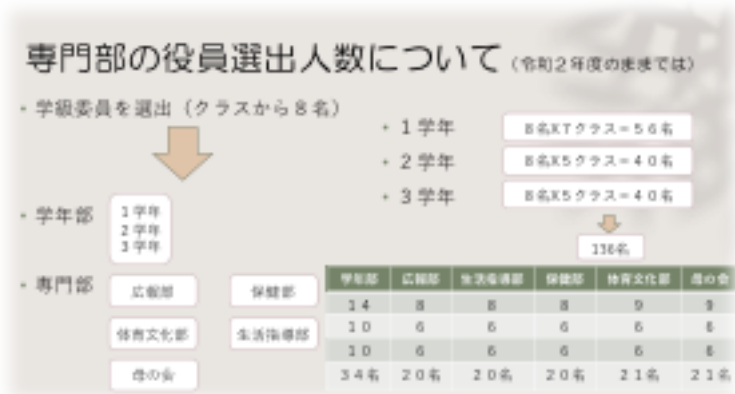 専門部の役員選出人数について（令和２年度のままでは）
・学級委員を選出（クラスから８名）
・学年部
１学年
２学年
３学年
・専門部
広報部
保健部
体育文化部
生活指導部
母の会
・１学年
８名X７クラス＝５６名
・２学年
８名X５クラス＝４０名
・３学年
８名X５クラス＝４０名
136名
学年部 広報部 生活指導部 保健部 体育文化部 母の会
１４ ８ ８ ８ ９ ９
１０ ６ ６ ６ ６ ６
１０ ６ ６ ６ ６ ６
３４名 ２０名 ２０名 ２０名 ２１名 ２１名